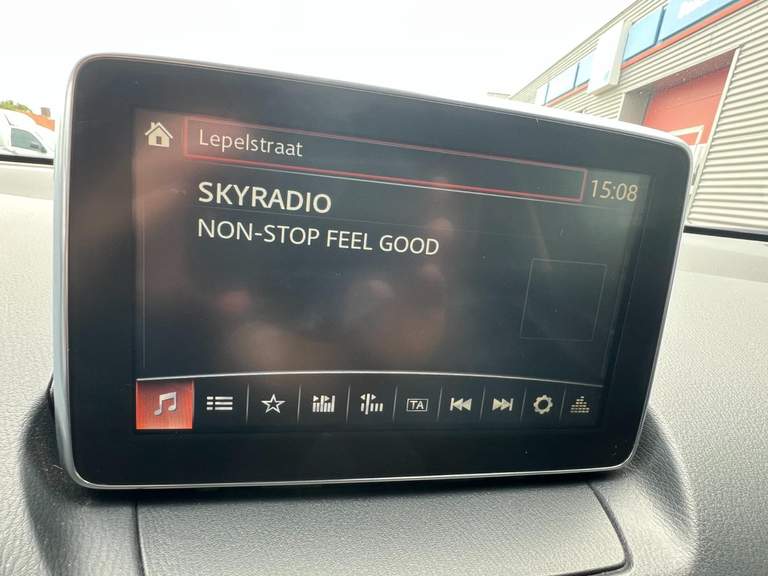 Lepelstraat
15:08
SKYRADIO
NON-STOP FEEL GOOD
TA